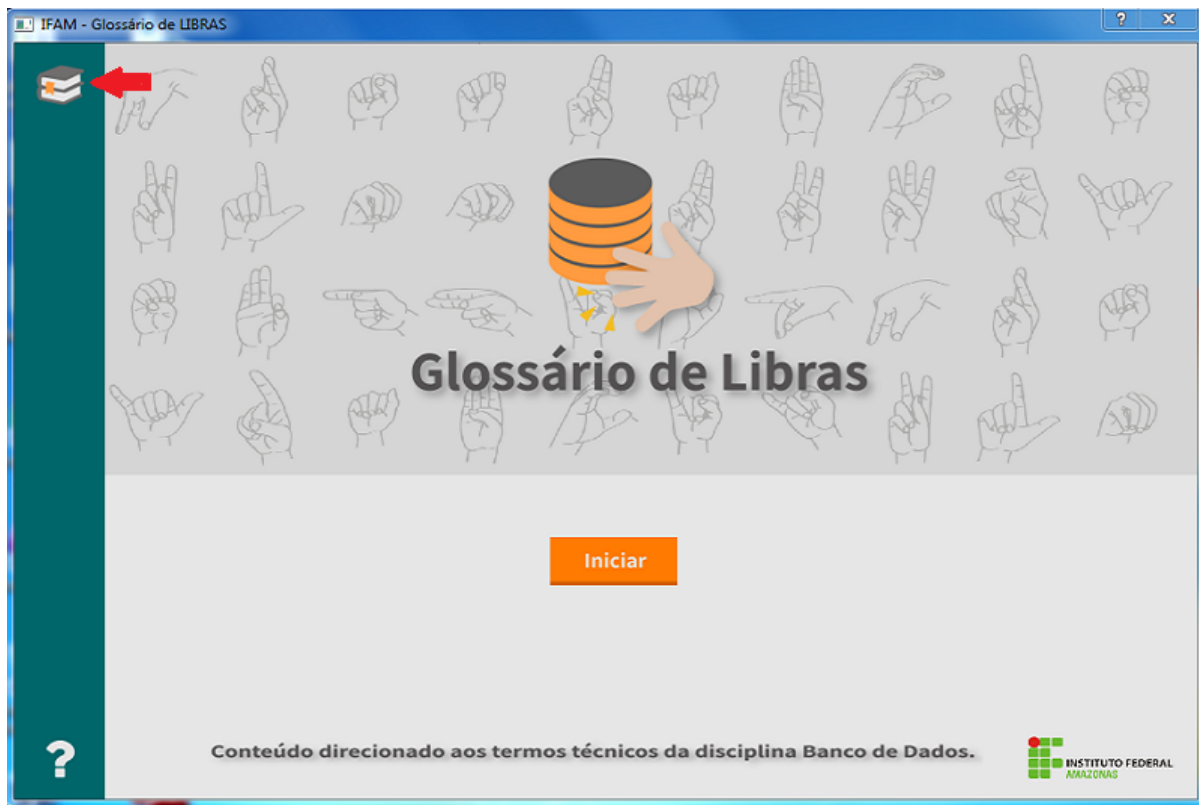 IFAM - Glossário de LIBRAS
Glossário de Libras
Iniciar
Conteúdo direcionado aos termos técnicos da disciplina Banco de Dados.
INSTITUTO FEDERAL
AMAZONAS
?